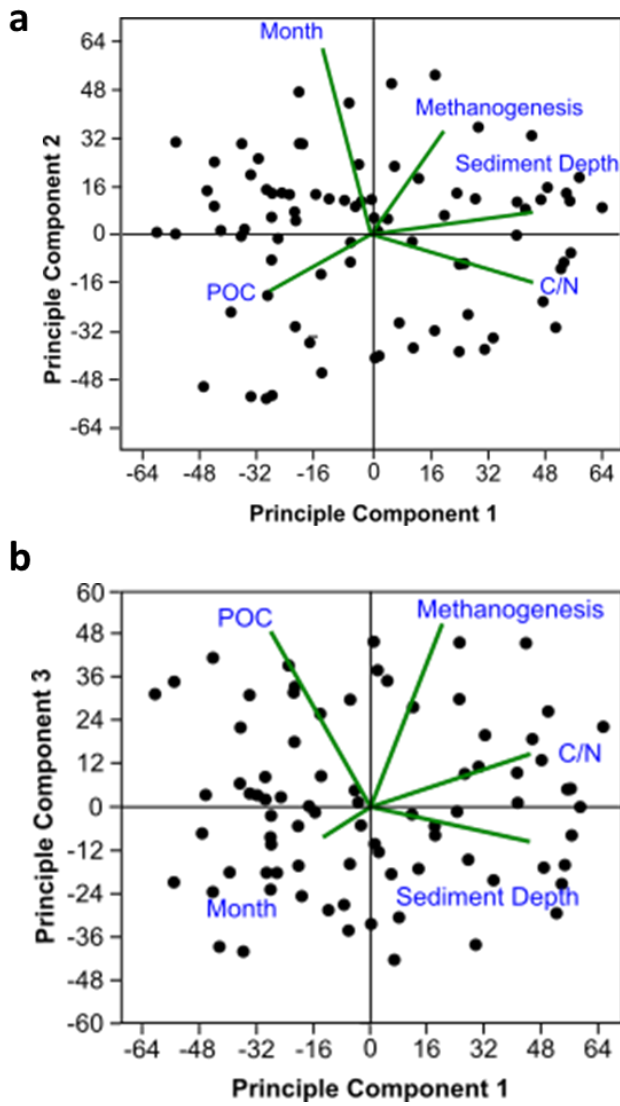 a
64
48
32
16
0
-16
-32
-48
-64
Principle Component 2
Month
Methanogenesis
Sediment Depth
POC
C/N
-64 -48 -32 -16 0 16 32 48 64
Principle Component 1
b
60
48
36
24
12
0
-12
-24
-36
-48
-60
Principle Component 3
POC
Methanogenesis
C/N
Month
Sediment Depth
-64 -48 -32 -16 0 16 32 48 64
Principle Component 1